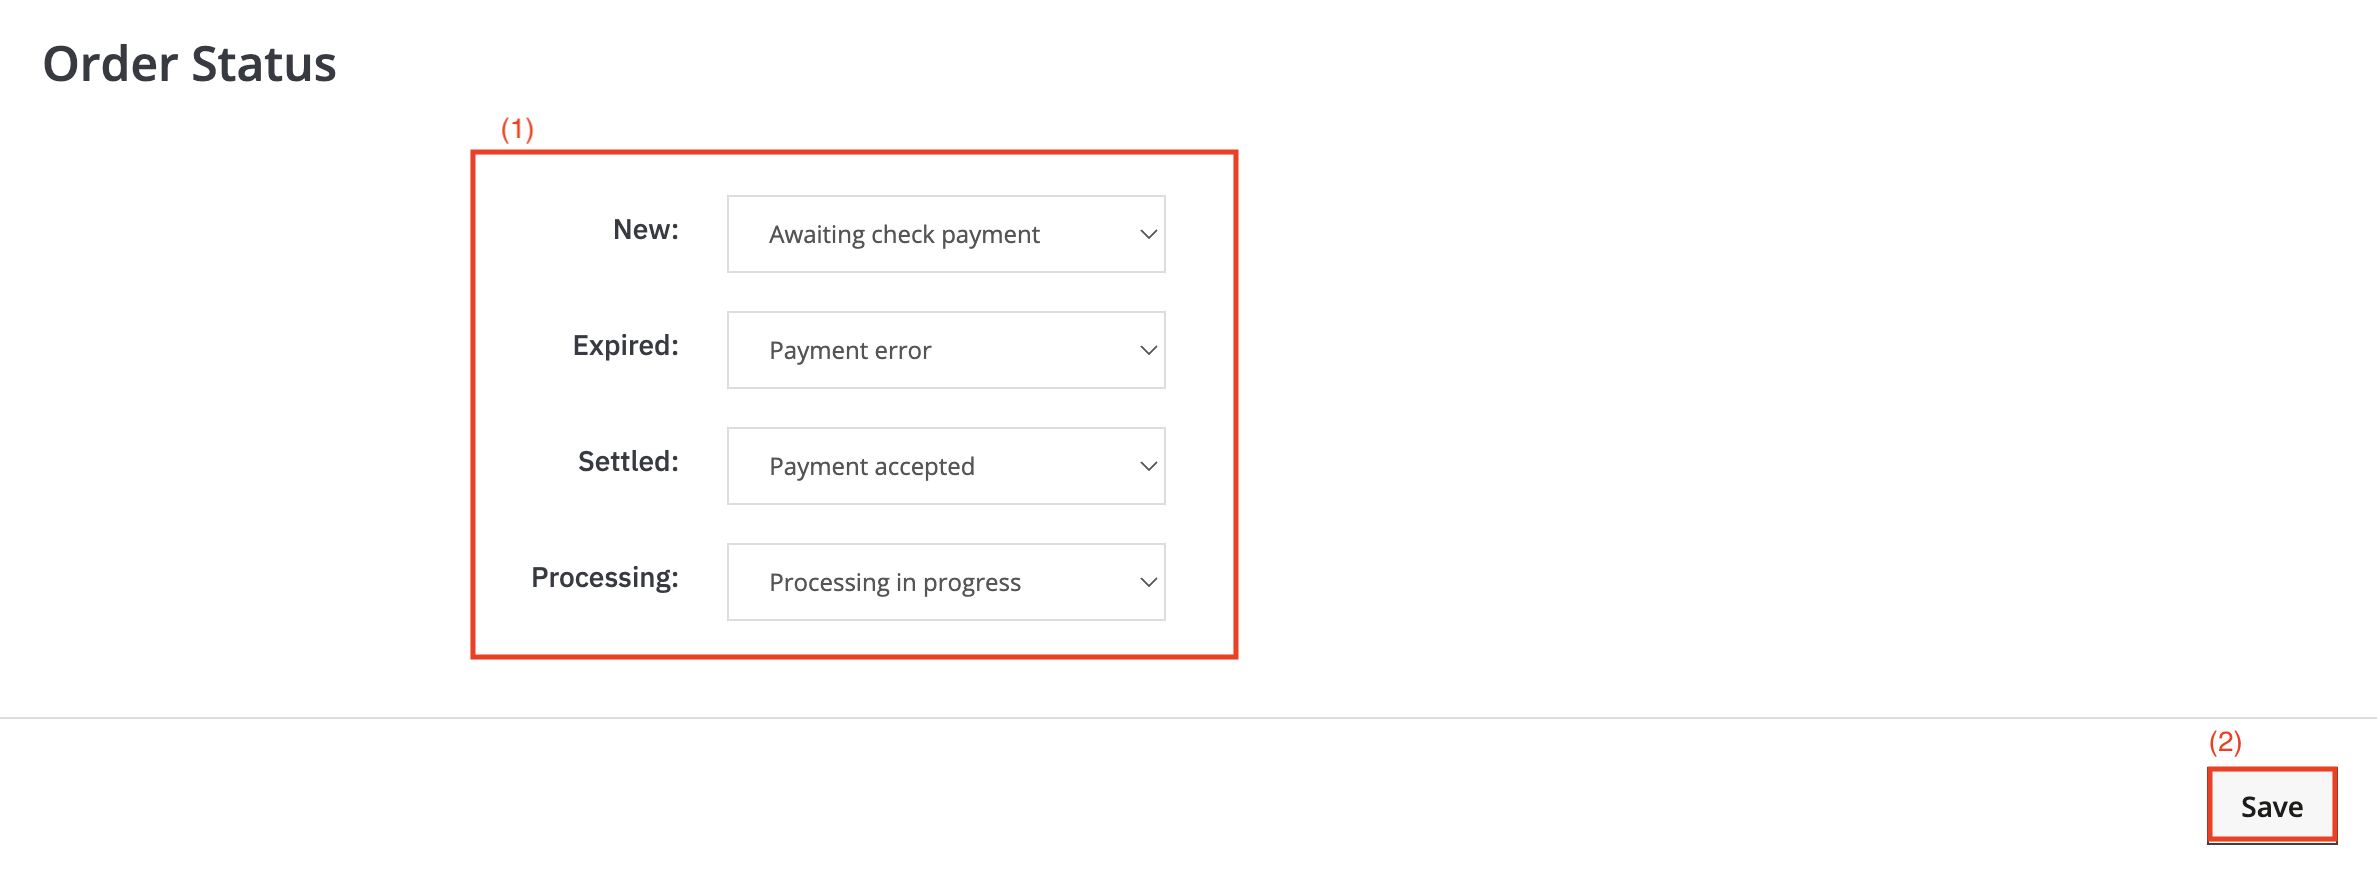 Order Status
(1)
New: Awaiting check payment
Expired: Payment error
Settled: Payment accepted
Processing: Processing in progress
(2)
Save